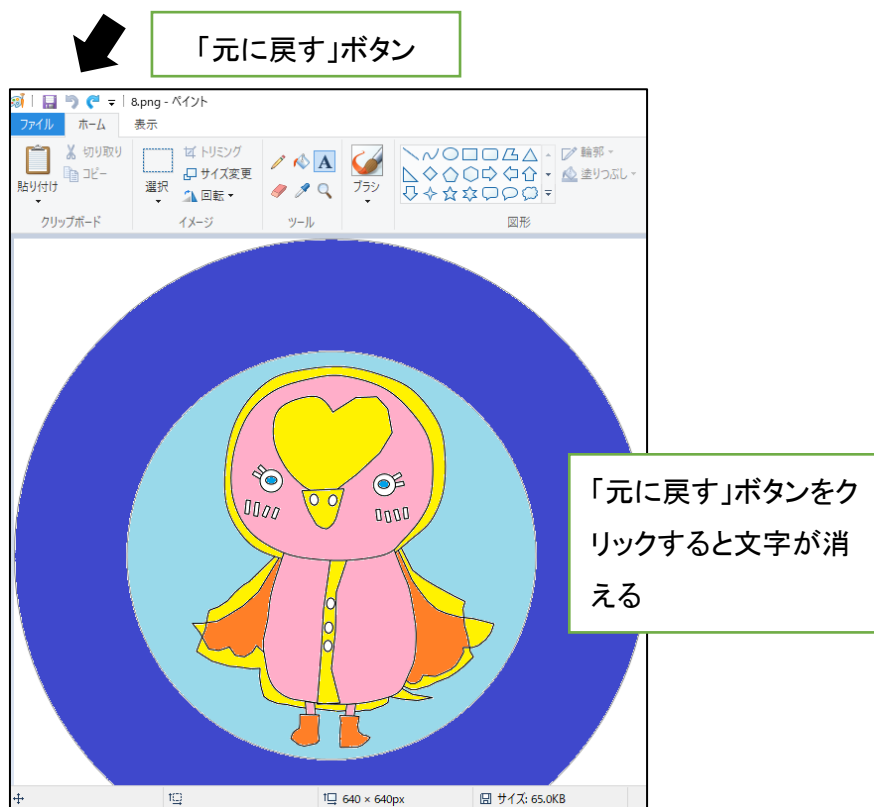 「元に戻す」ボタン
8.png - ペイント
ファイル ホーム 表示
貼り付け
切り取り
コピー
クリップボード
選択
トリミング
サイズ変更
回転
イメージ
A
ツール
ブラシ
輪郭
塗りつぶし
図形
「元に戻す」ボタンをク
リックすると文字が消
える
640 × 640px
サイズ: 65.0KB